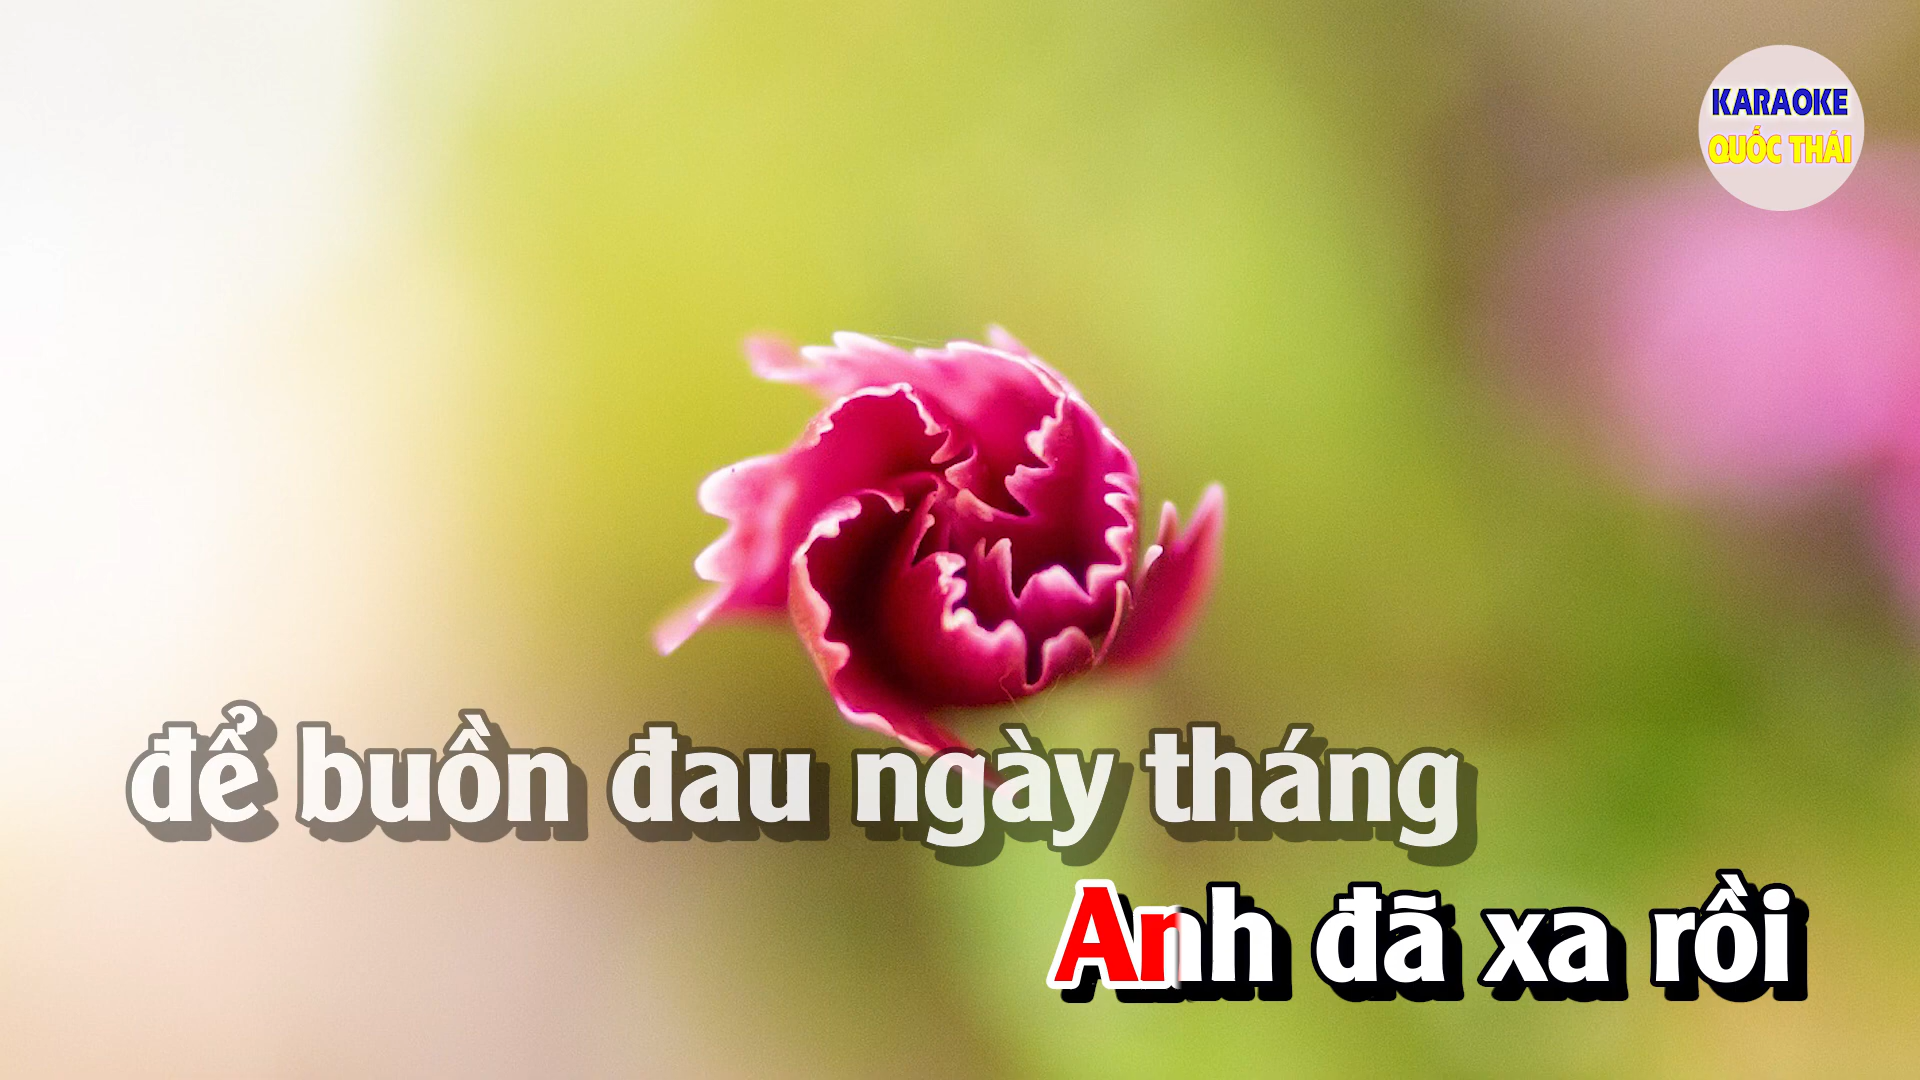 KARAOKE
QUỐC THÁI
để buồn đau ngày tháng
Anh đã xa rồi